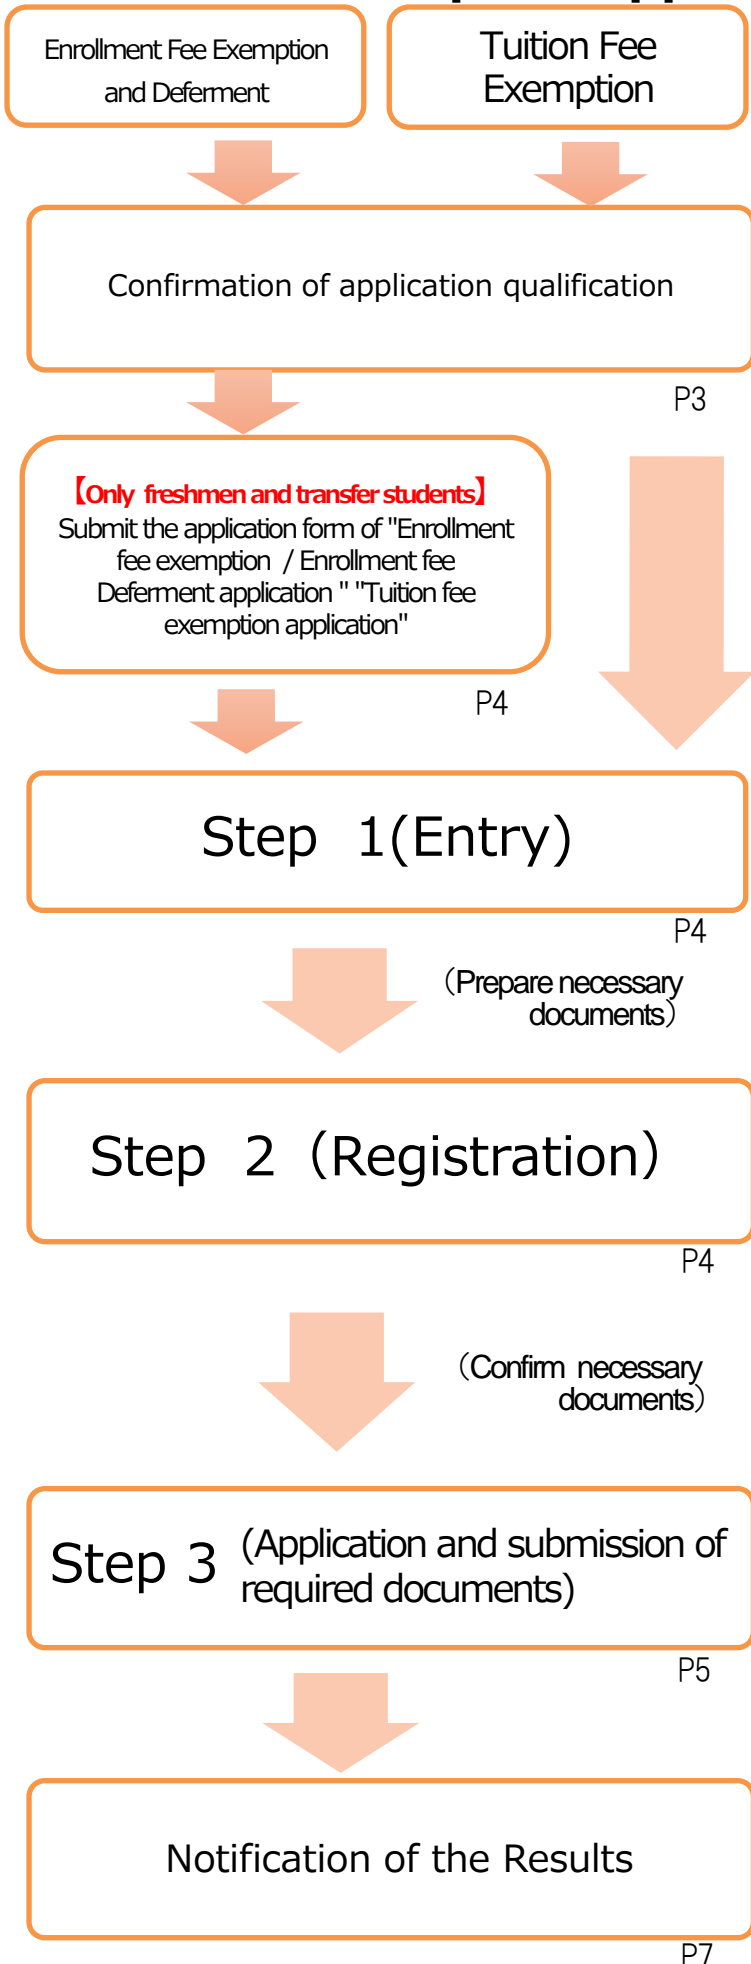 Enrollment Fee Exemption
and Deferment
Tuition Fee
Exemption
Confirmation of application qualification
P3
【Only freshmen and transfer students】
Submit the application form of "Enrollment
fee exemption / Enrollment fee
Deferment application " "Tuition fee
exemption application"
P4
Step 1(Entry)
P4
（Prepare necessary
documents）
Step 2（Registration）
P4
（Confirm necessary
documents）
Step 3 (Application and submission of
required documents)
P5
Notification of the Results
P7